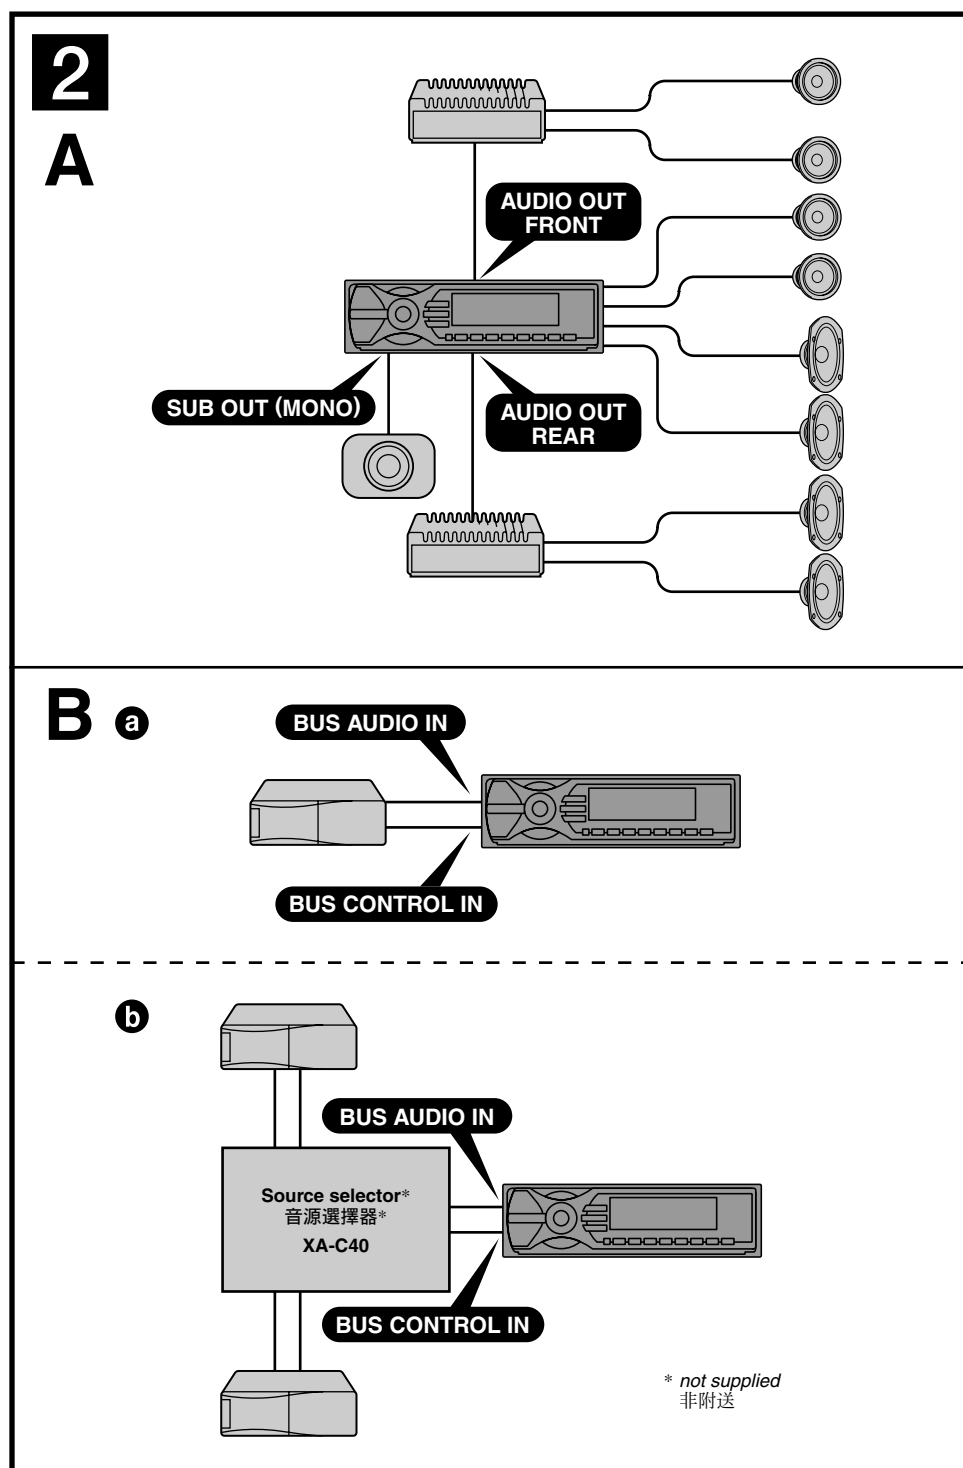 2
A
AUDIO OUT
FRONT
SUB OUT (MONO)
AUDIO OUT
REAR
B a
BUS AUDIO IN
BUS CONTROL IN
b
BUS AUDIO IN
Source selector*
音源選擇器*
XA-C40
BUS CONTROL IN
* not supplied
非附送